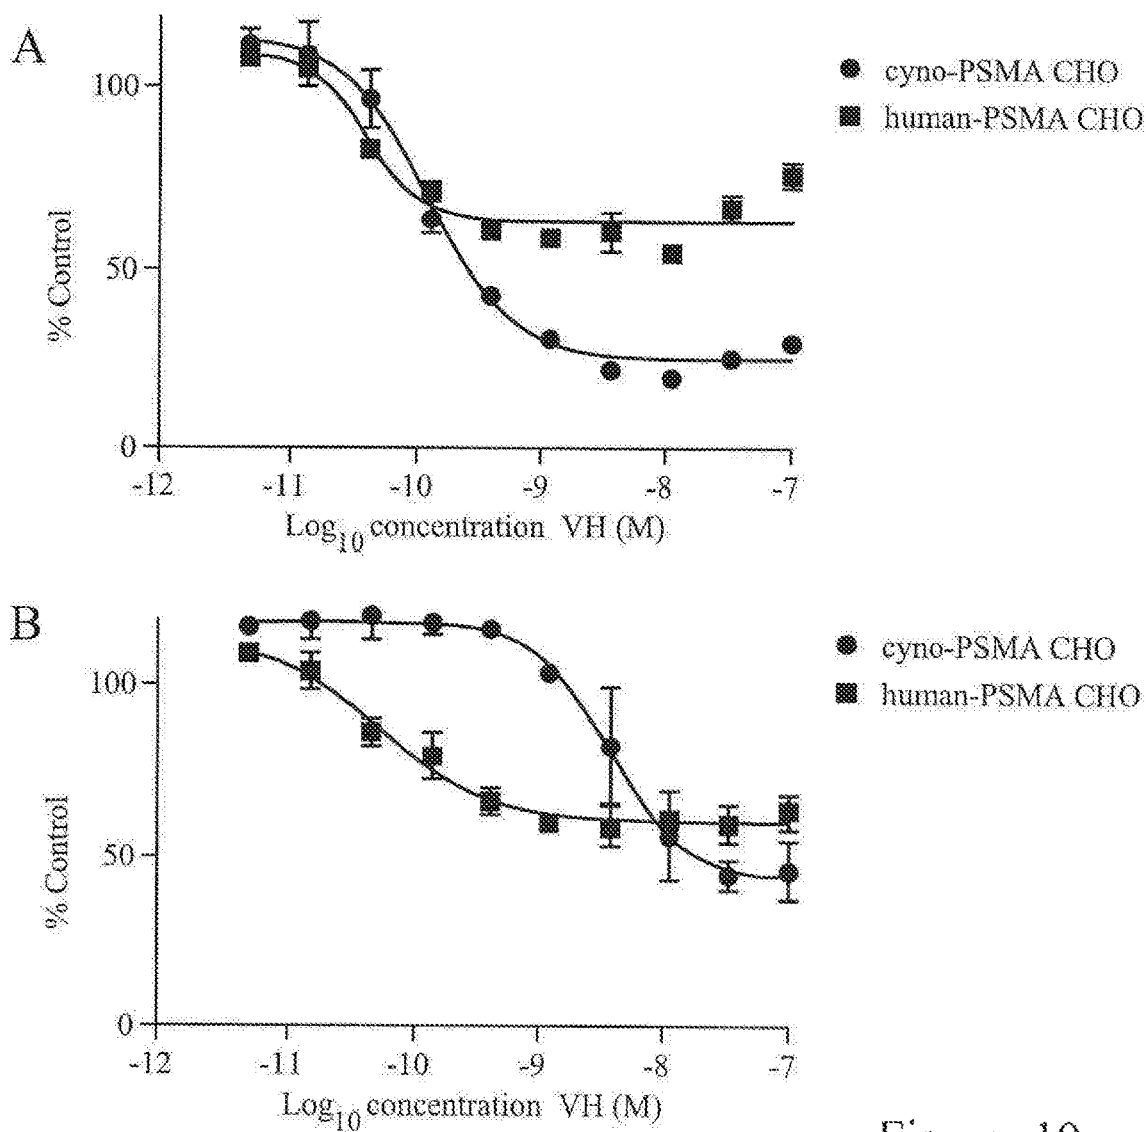 A
cyno-PSMA CHO
human-PSMA CHO
100
50
0
% Control
-12 -11 -10 -9 -8 -7
Log10 concentration VH (M)
B
cyno-PSMA CHO
human-PSMA CHO
100
50
0
% Control
-12 -11 -10 -9 -8 -7
Log10 concentration VH (M)